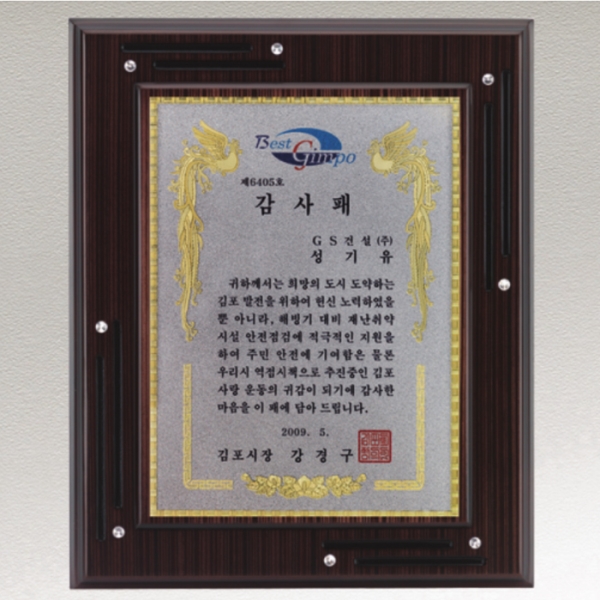 Best
Gimpo
제6405호
감 사 패
G S 건 설 (주)
성 기 유
귀하께서는 희망의 도시 도약하는
김포 발전을 위하여 헌신 노력하였을
뿐 아니라, 해빙기 대비 재난취약
시설 안전점검에 적극적인 지원을
하여 주민 안전에 기여함은 물론
우리시 역점시책으로 추진중인 김포
사랑 운동의 귀감이 되기에 감사한
마음을 이 패에 담아 드립니다.
2009. 5.
김포시장 강 경 구